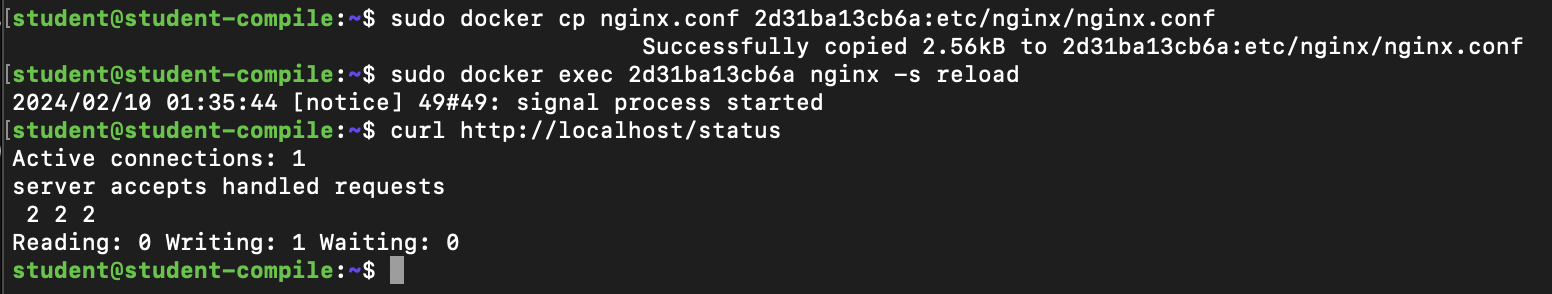 [student@student-compile:~$ sudo docker cp nginx.conf 2d31ba13cb6a:etc/nginx/nginx.conf
Successfully copied 2.56kB to 2d31ba13cb6a:etc/nginx/nginx.conf
[student@student-compile:~$ sudo docker exec 2d31ba13cb6a nginx -s reload
2024/02/10 01:35:44 [notice] 49#49: signal process started
[student@student-compile:~$ curl http://localhost/status
Active connections: 1
server accepts handled requests
 2 2 2
Reading: 0 Writing: 1 Waiting: 0
student@student-compile:~$